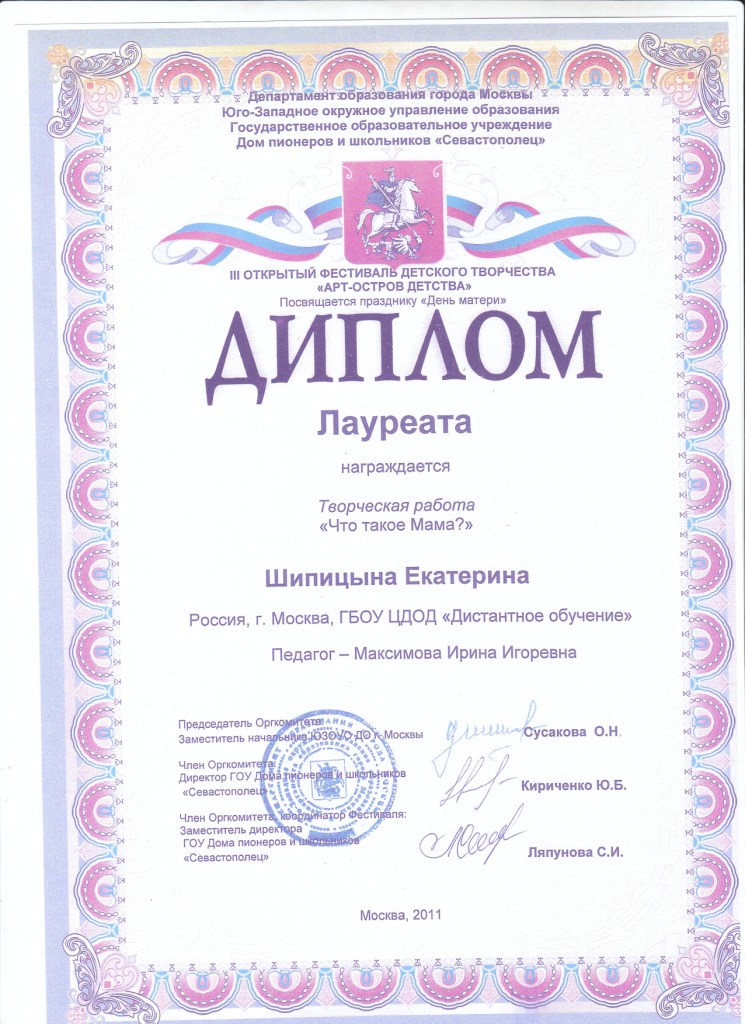 Департамент образования города Москвы
Юго-Западное окружное управление образования
Государственное образовательное учреждение
Дом пионеров и школьников «Севастополец»
III ОТКРЫТЫЙ ФЕСТИВАЛЬ ДЕТСКОГО ТВОРЧЕСТВА
«АРТ-ОСТРОВ ДЕТСТВА»
Посвящается празднику «День матери»
ДИПЛОМ
Лауреата
награждается
Творческая работа
«Что такое Мама?»
Шипицына Екатерина
Россия, г. Москва, ГБОУ ЦДОД «Дистантное обучение»
Педагог – Максимова Ирина Игоревна
Председатель Оргкомитета:
Заместитель начальника ЮЗОУО ДО г. Москвы
Сусакова О.Н.
Член Оргкомитета
Директор ГОУ Дома пионеров и школьников
«Севастополец»
Кириченко Ю.Б.
Член Оргкомитета, координатор Фестиваля:
Заместитель директора
ГОУ Дома пионеров и школьников
«Севастополец»
Ляпунова С.И.
Москва, 2011